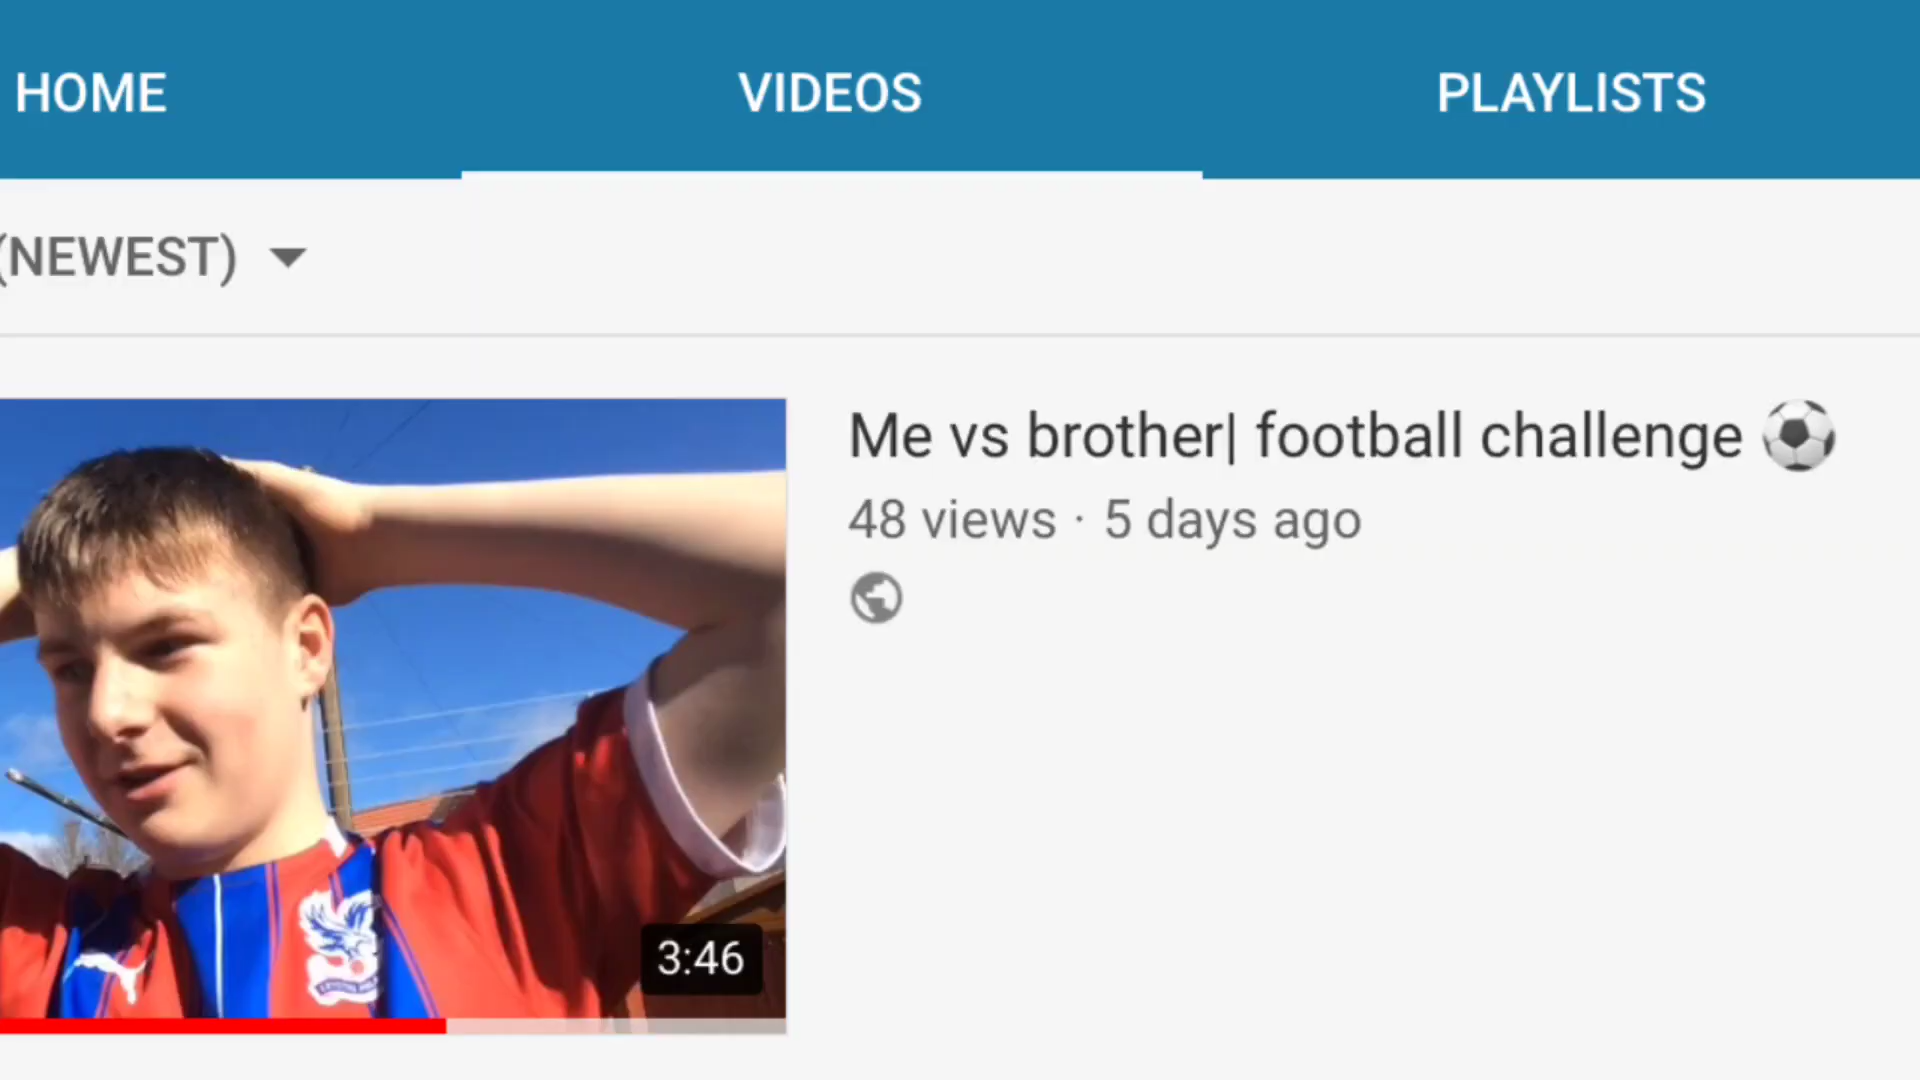 HOME
VIDEOS
PLAYLISTS
(NEWEST)
Me vs brother| football challenge ⚽
48 views · 5 days ago
3:46